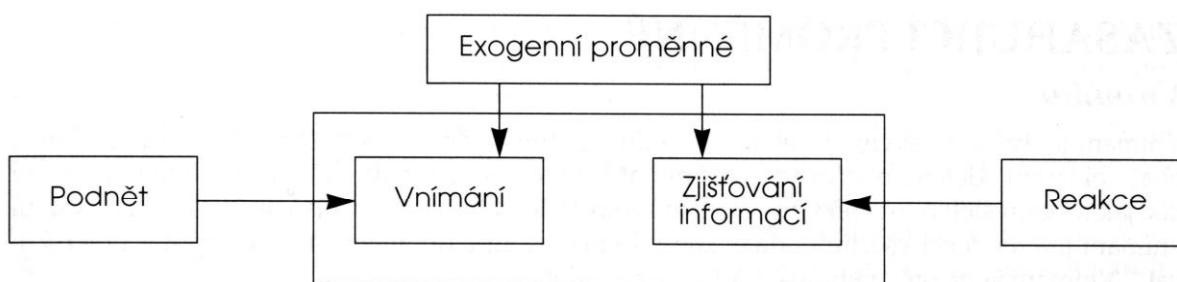 Exogenní proměnné
Podnět
Vnímání
Zjišťování
informací
Reakce